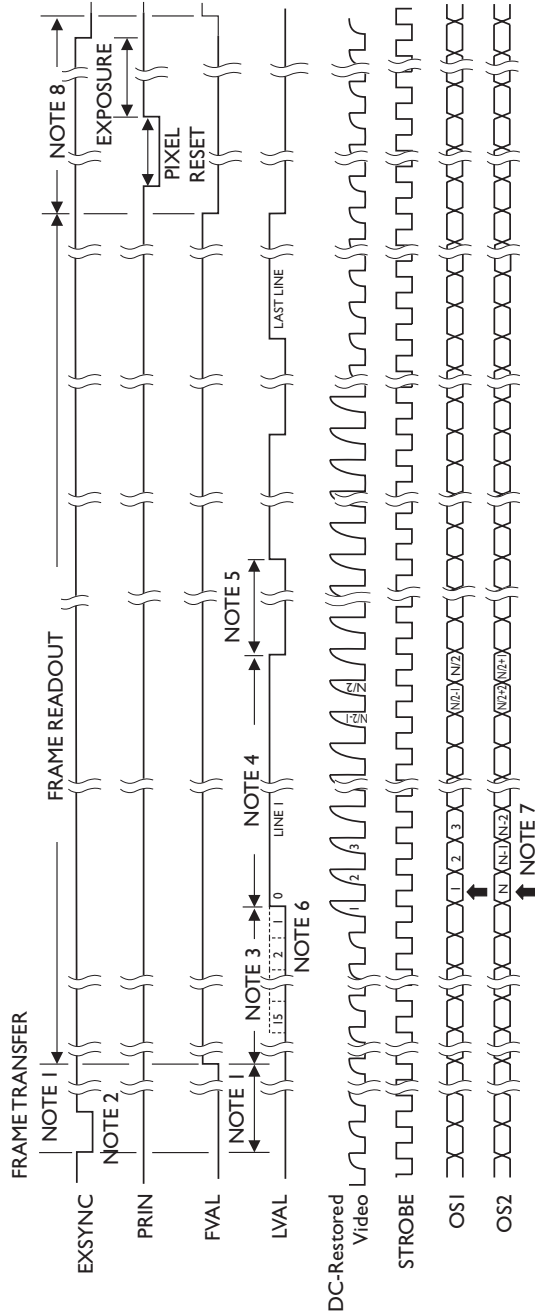 FRAME TRANSFER
NOTE 1
FRAME READOUT
NOTE 8
EXSYNC
NOTE 2
EXPOSURE
PRIN
PIXEL
RESET
FVAL
NOTE 1
NOTE 3
NOTE 4
NOTE 5
LVAL
15 2 1 0
LINE 1
LAST LINE
NOTE 6
DC-Restored
Video
1 2 3 N/2-1 N/2
STROBE
OS1
1 2 3 N/2-1 N/2
OS2
N N-1 N-2 N/2+2 N/2+1
NOTE 7